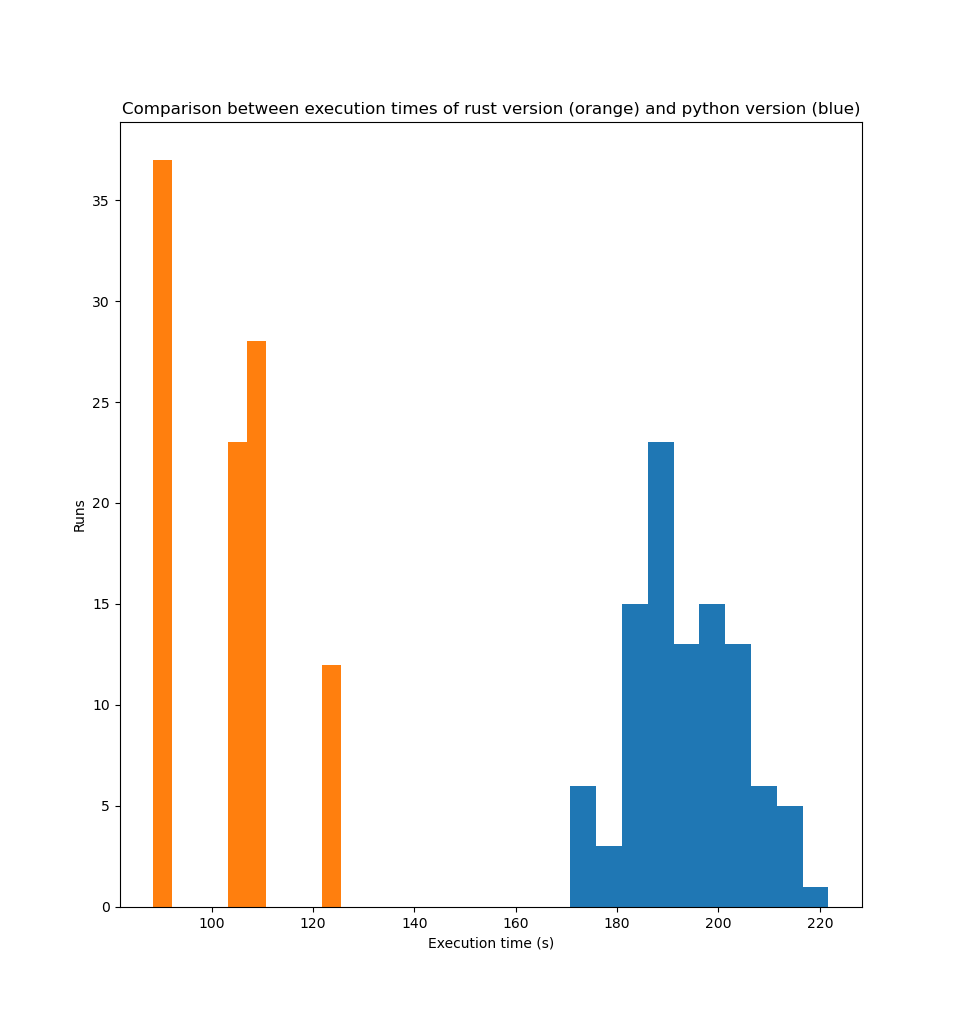 Comparison between execution times of rust version (orange) and python version (blue)
35
30
25
20
15
10
5
0
Runs
100 120 140 160 180 200 220
Execution time (s)